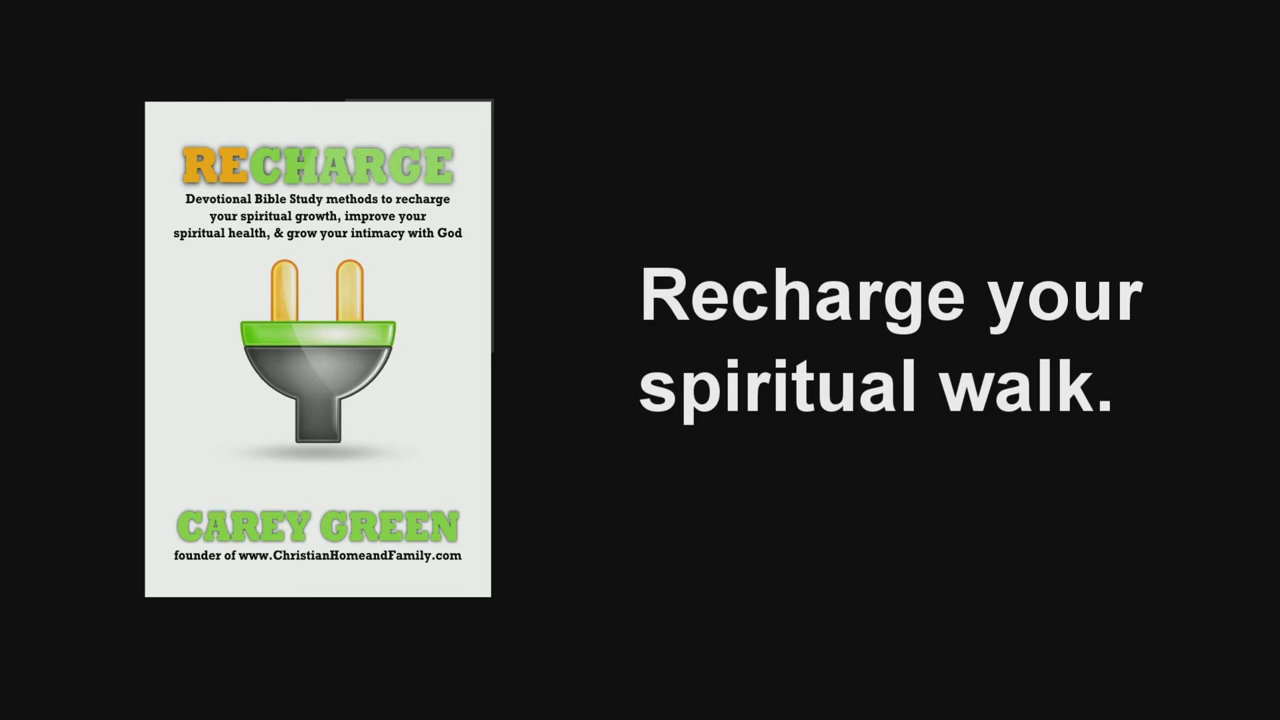 RECHARGE
Devotional Bible Study methods to recharge
your spiritual growth, improve your
spiritual health, & grow your intimacy with God
CAREY GREEN
founder of www.ChristianHomeandFamily.com
Recharge your
spiritual walk.